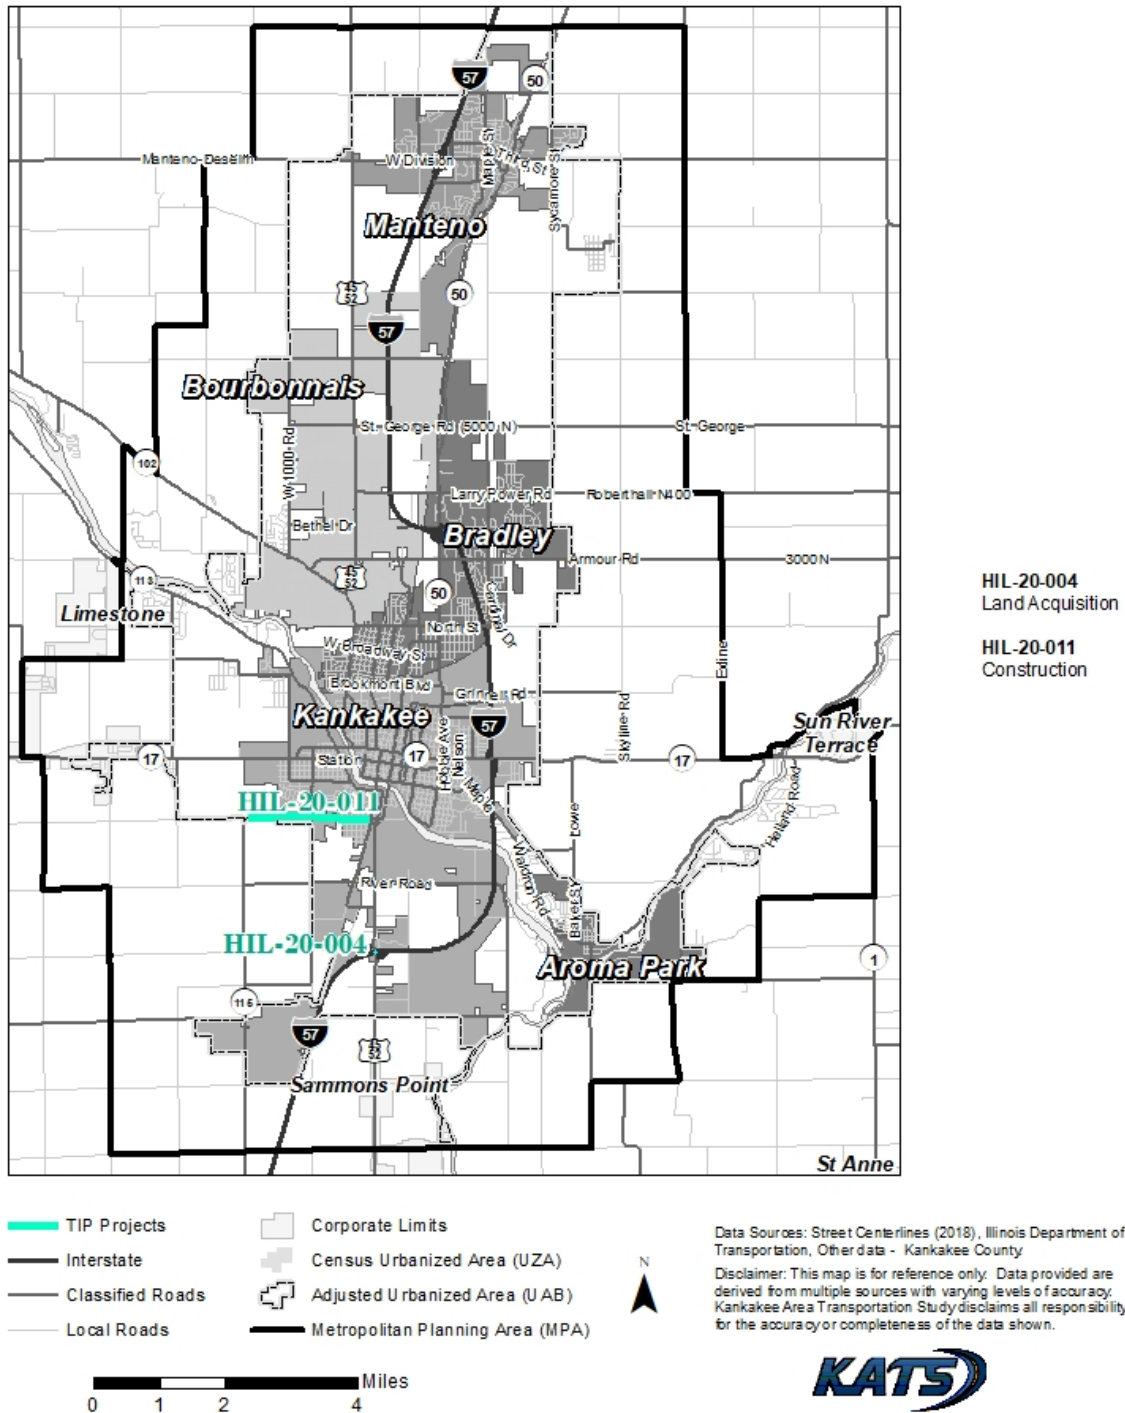 57
50
Manteno-Deselm
W Division
Maple St
Third St
Sycamore St
Manteno
45
52
50
57
Bourbonnais
St. George Rd (5000 N)
St. George
W 1000 Rd
102
Larry Power Rd
Bethel Dr
Bradley
Armour Rd
3000 N
45
52
113
50
Cardinal Dr
Limestone
North St
W Broadway St
Brookmont Blvd
Grinnell Rd
Exline
Skyline Rd
Kankakee
57
Hobbie Ave
Nelson
Sun River
Terrace
17
Station
17
17
Maple
HIL-20-011
Lowe
Waldron Rd
River Road
HIL-20-004
Aroma Park
1
115
57
45
52
Sammons Point
St Anne
HIL-20-004
Land Acquisition
HIL-20-011
Construction
TIP Projects
Interstate
Classified Roads
Local Roads
Corporate Limits
Census Urbanized Area (UZA)
Adjusted Urbanized Area (UAB)
Metropolitan Planning Area (MPA)
N
Data Sources: Street Centerlines (2018), Illinois Department of
Transportation, Other data - Kankakee County
Disclaimer: This map is for reference only. Data provided are
derived from multiple sources with varying levels of accuracy.
Kankakee Area Transportation Study disclaims all responsibility
for the accuracy or completeness of the data shown.
KATS
Miles
0 1 2 4